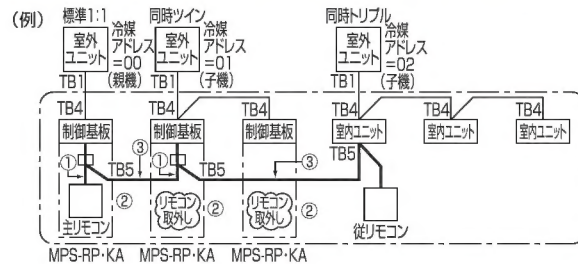 (例)
標準1:1
室外
ユニット
冷媒
アドレス
=00
(親機)
同時ツイン
室外
ユニット
冷媒
アドレス
=01
(子機)
同時トリプル
室外
ユニット
冷媒
アドレス
=02
(子機)
TB1
TB1
TB1
TB4
TB4
TB4
TB4
TB4
TB4
制御基板
制御基板
制御基板
室内ユニット
室内ユニット
室内ユニット
①
③
TB5
①
TB5
③
TB5
主リモコン
②
リモコン
取外し
②
リモコン
取外し
②
従リモコン
MPS-RP・KA
MPS-RP・KA
MPS-RP・KA